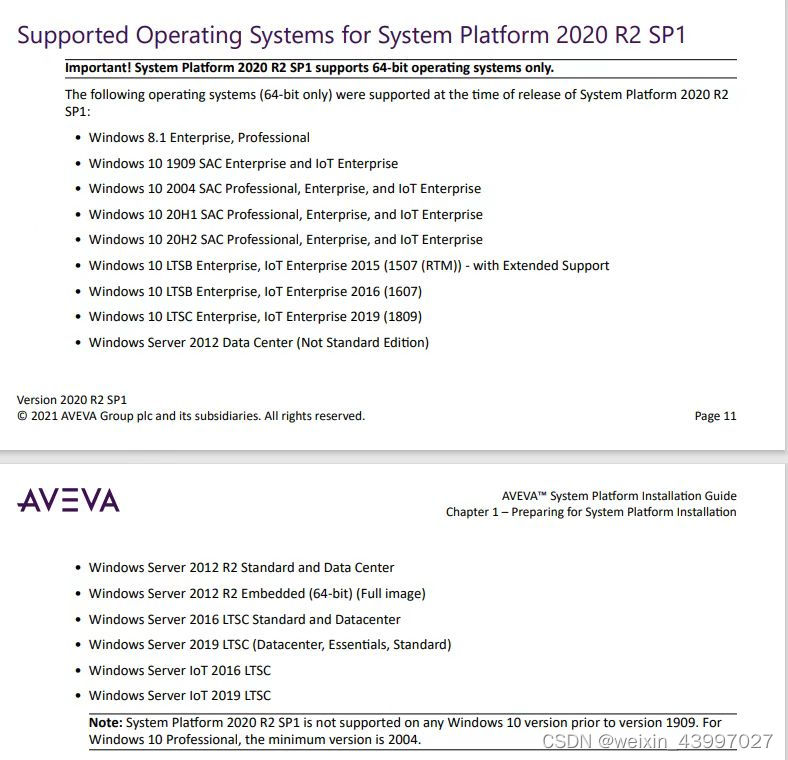 Supported Operating Systems for System Platform 2020 R2 SP1
Important! System Platform 2020 R2 SP1 supports 64-bit operating systems only.
The following operating systems (64-bit only) were supported at the time of release of System Platform 2020 R2
SP1:
• Windows 8.1 Enterprise, Professional
• Windows 10 1909 SAC Enterprise and IoT Enterprise
• Windows 10 2004 SAC Professional, Enterprise, and IoT Enterprise
• Windows 10 20H1 SAC Professional, Enterprise, and IoT Enterprise
• Windows 10 20H2 SAC Professional, Enterprise, and IoT Enterprise
• Windows 10 LTSB Enterprise, IoT Enterprise 2015 (1507 (RTM)) - with Extended Support
• Windows 10 LTSB Enterprise, IoT Enterprise 2016 (1607)
• Windows 10 LTSC Enterprise, IoT Enterprise 2019 (1809)
• Windows Server 2012 Data Center (Not Standard Edition)
Version 2020 R2 SP1
© 2021 AVEVA Group plc and its subsidiaries. All rights reserved.
Page 11
AVEVA
AVEVA™ System Platform Installation Guide
Chapter 1 – Preparing for System Platform Installation
• Windows Server 2012 R2 Standard and Data Center
• Windows Server 2012 R2 Embedded (64-bit) (Full image)
• Windows Server 2016 LTSC Standard and Datacenter
• Windows Server 2019 LTSC (Datacenter, Essentials, Standard)
• Windows Server IoT 2016 LTSC
• Windows Server IoT 2019 LTSC
Note: System Platform 2020 R2 SP1 is not supported on any Windows 10 version prior to version 1909. For
Windows 10 Professional, the minimum version is 2004.
CSDN @weixin_43997027